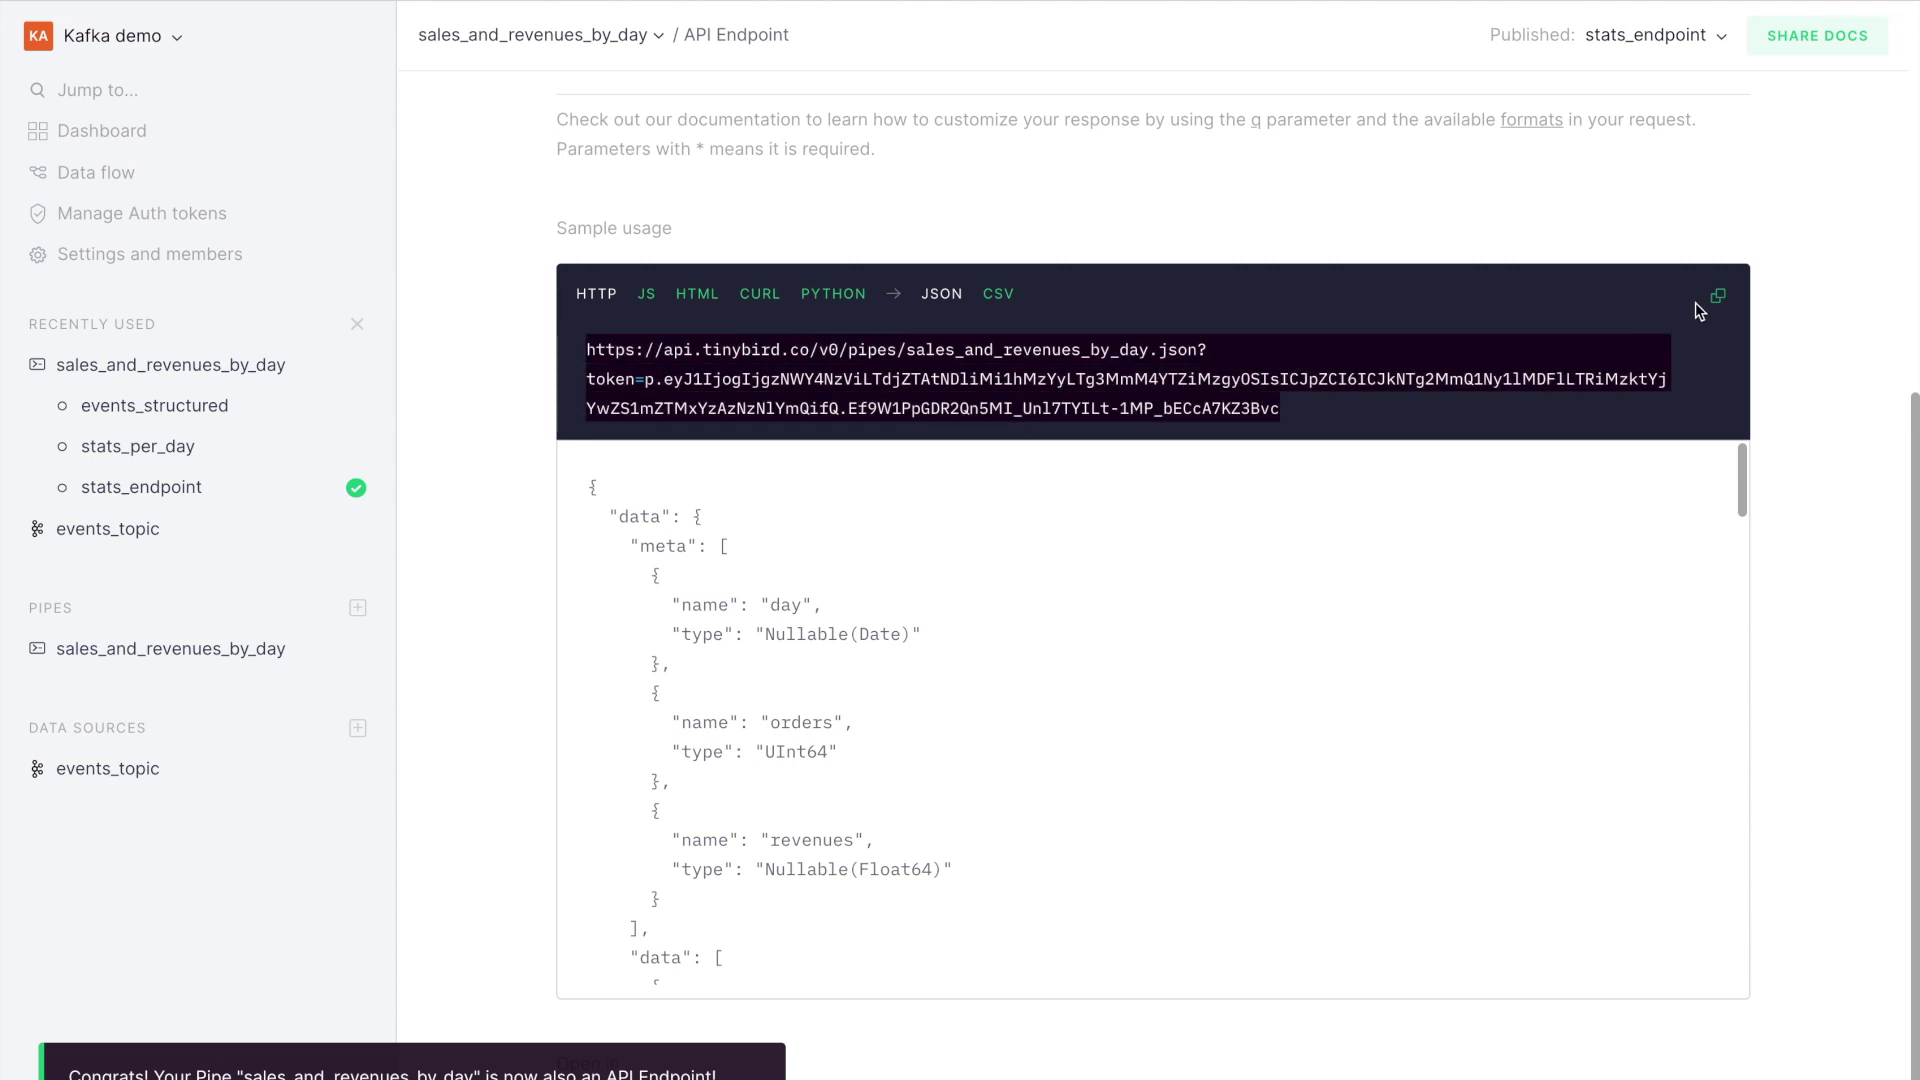 KA Kafka demo
Jump to...
Dashboard
Data flow
Manage Auth tokens
Settings and members
RECENTLY USED
sales_and_revenues_by_day
events_structured
stats_per_day
stats_endpoint
events_topic
PIPES
sales_and_revenues_by_day
DATA SOURCES
events_topic
sales_and_revenues_by_day / API Endpoint
Published: stats_endpoint
SHARE DOCS
Check out our documentation to learn how to customize your response by using the q parameter and the available formats in your request.
Parameters with * means it is required.
Sample usage
HTTP JS HTML CURL PYTHON → JSON CSV
https://api.tinybird.co/v0/pipes/sales_and_revenues_by_day.json?
token=p.eyJ1IjogIjgzNWY4NzViLTdjZTAtNDliMi1hMzYyLTg3MmM4YTZiMzgyOSIsICJpZCI6ICJkNTg2MmQ1Ny1lMDFlLTRiMzktYj
YwZS1mZTMxYzAzNzNlYmQifQ.Ef9W1PpGDR2Qn5MI_Unl7TYILt-1MP_bECcA7KZ3Bvc
{
"data": {
"meta": [
{
"name": "day",
"type": "Nullable(Date)"
},
{
"name": "orders",
"type": "UInt64"
},
{
"name": "revenues",
"type": "Nullable(Float64)"
}
],
"data": [
{
Open in
Congrats! Your Pipe "sales_and_revenues_by_day" is now also an API Endpoint!